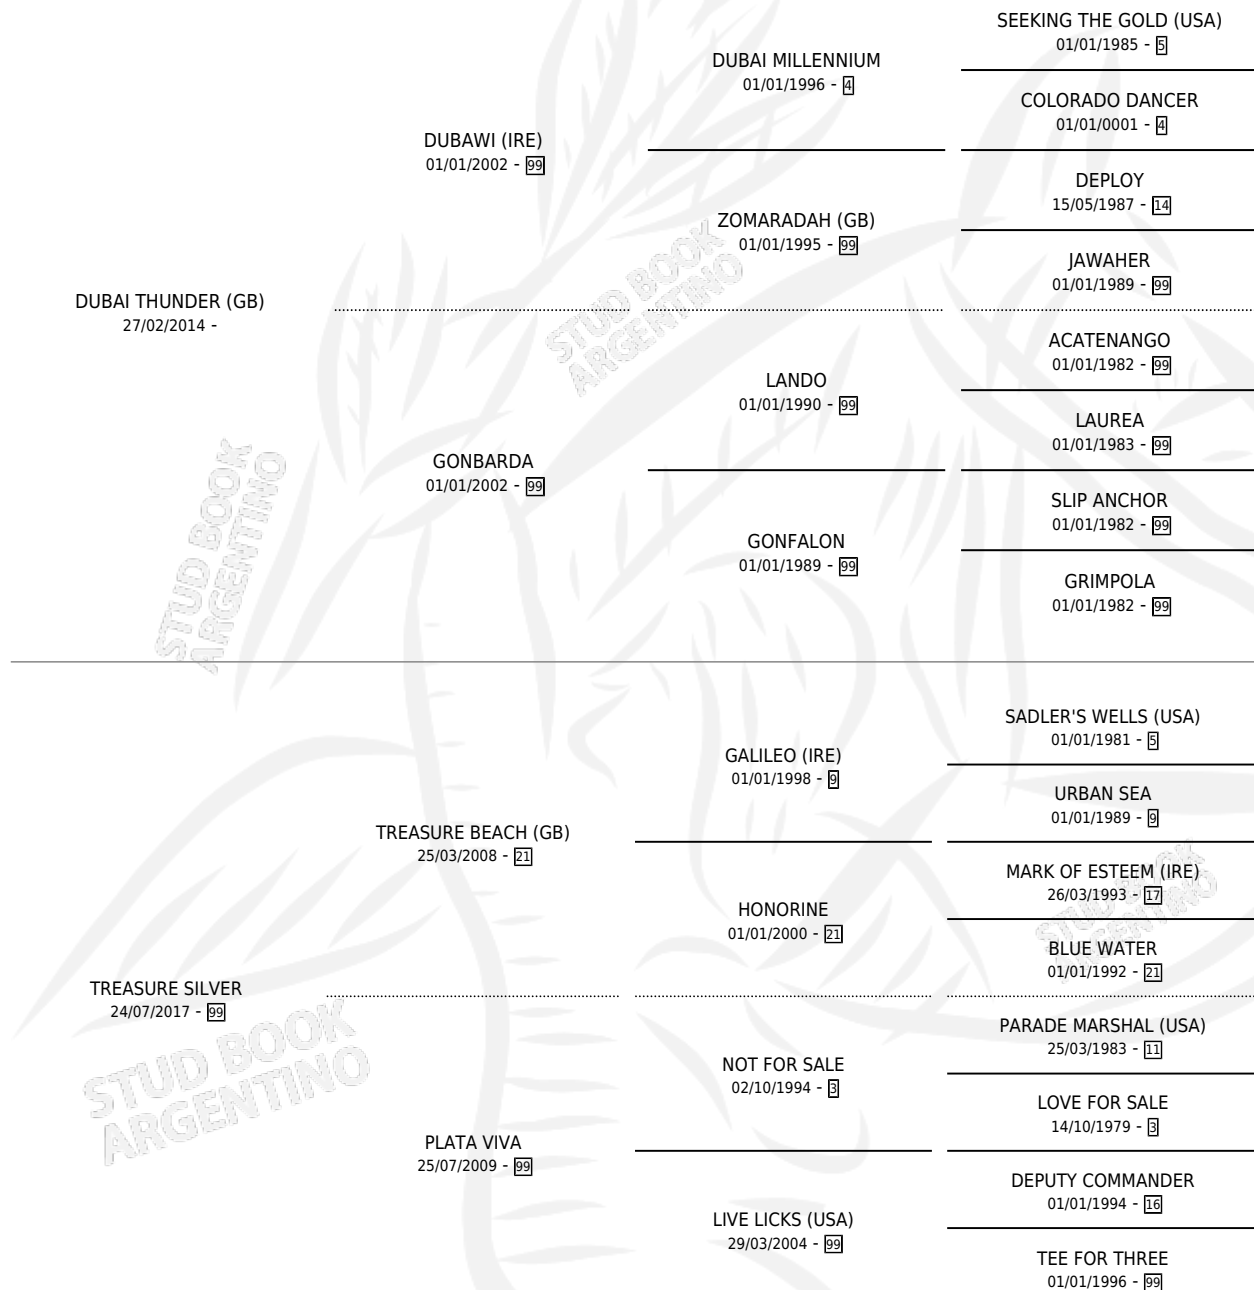 SEEKING THE GOLD (USA)
01/01/1985 - 5
DUBAI MILLENNIUM
01/01/1996 - 4
COLORADO DANCER
01/01/0001 - 4
DUBAWI (IRE)
01/01/2002 - 99
DEPLOY
15/05/1987 - 14
ZOMARADAH (GB)
01/01/1995 - 99
JAWAHER
01/01/1989 - 99
DUBAI THUNDER (GB)
27/02/2014 -
ACATENANGO
01/01/1982 - 99
LANDO
01/01/1990 - 99
LAUREA
01/01/1983 - 99
GONBARDA
01/01/2002 - 99
SLIP ANCHOR
01/01/1982 - 99
GONFALON
01/01/1989 - 99
GRIMPOLA
01/01/1982 - 99
STUD BOOK
ARGENTINO
STUD BOOK
ARGENTINO
SADLER'S WELLS (USA)
01/01/1981 - 5
GALILEO (IRE)
01/01/1998 - 9
URBAN SEA
01/01/1989 - 9
TREASURE BEACH (GB)
25/03/2008 - 21
MARK OF ESTEEM (IRE)
26/03/1993 - 17
HONORINE
01/01/2000 - 21
BLUE WATER
01/01/1992 - 21
TREASURE SILVER
24/07/2017 - 99
PARADE MARSHAL (USA)
25/03/1983 - 11
NOT FOR SALE
02/10/1994 - 3
LOVE FOR SALE
14/10/1979 - 3
PLATA VIVA
25/07/2009 - 99
DEPUTY COMMANDER
01/01/1994 - 16
LIVE LICKS (USA)
29/03/2004 - 99
TEE FOR THREE
01/01/1996 - 99
STUD BOOK
ARGENTINO
STUD BOOK
ARGENTINO